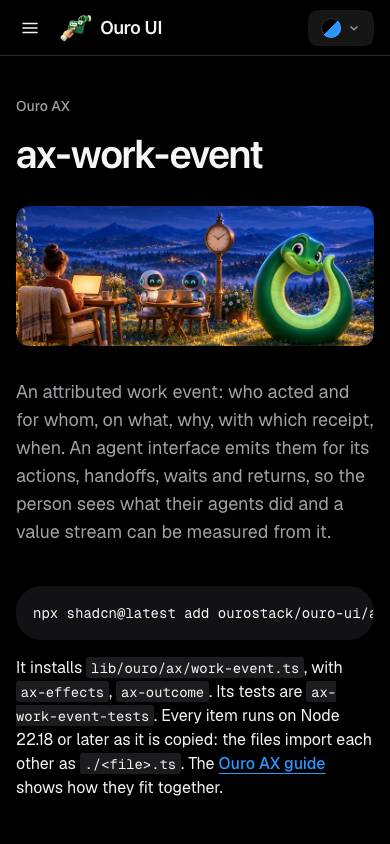 Ouro UI
Ouro AX
ax-work-event
An attributed work event: who acted and
for whom, on what, why, with which receipt,
when. An agent interface emits them for its
actions, handoffs, waits and returns, so the
person sees what their agents did and a
value stream can be measured from it.
npx shadcn@latest add ourostack/ouro-ui/a
It installs lib/ouro/ax/work-event.ts, with
ax-effects, ax-outcome. Its tests are ax-
work-event-tests. Every item runs on Node
22.18 or later as it is copied: the files import each
other as ./<file>.ts. The Ouro AX guide
shows how they fit together.